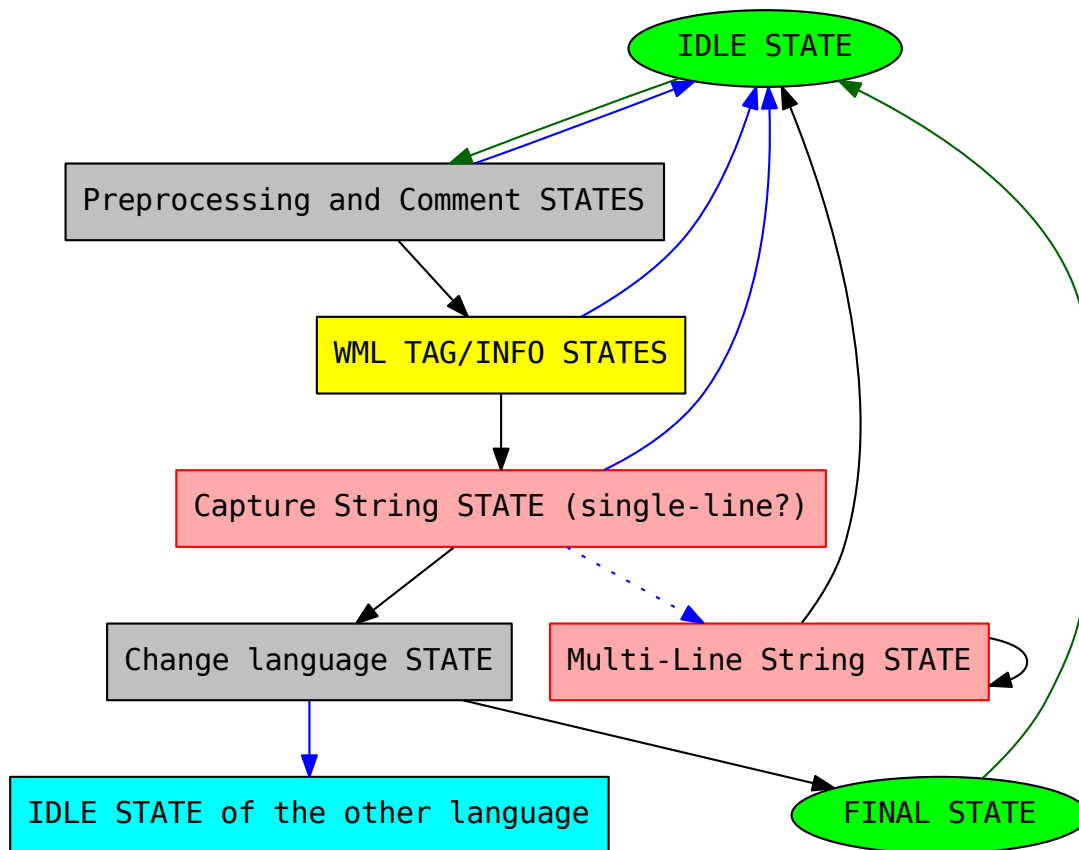 IDLE STATE
Preprocessing and Comment STATES
WML TAG/INFO STATES
Capture String STATE (single-line?)
Change language STATE
Multi-Line String STATE
IDLE STATE of the other language
FINAL STATE